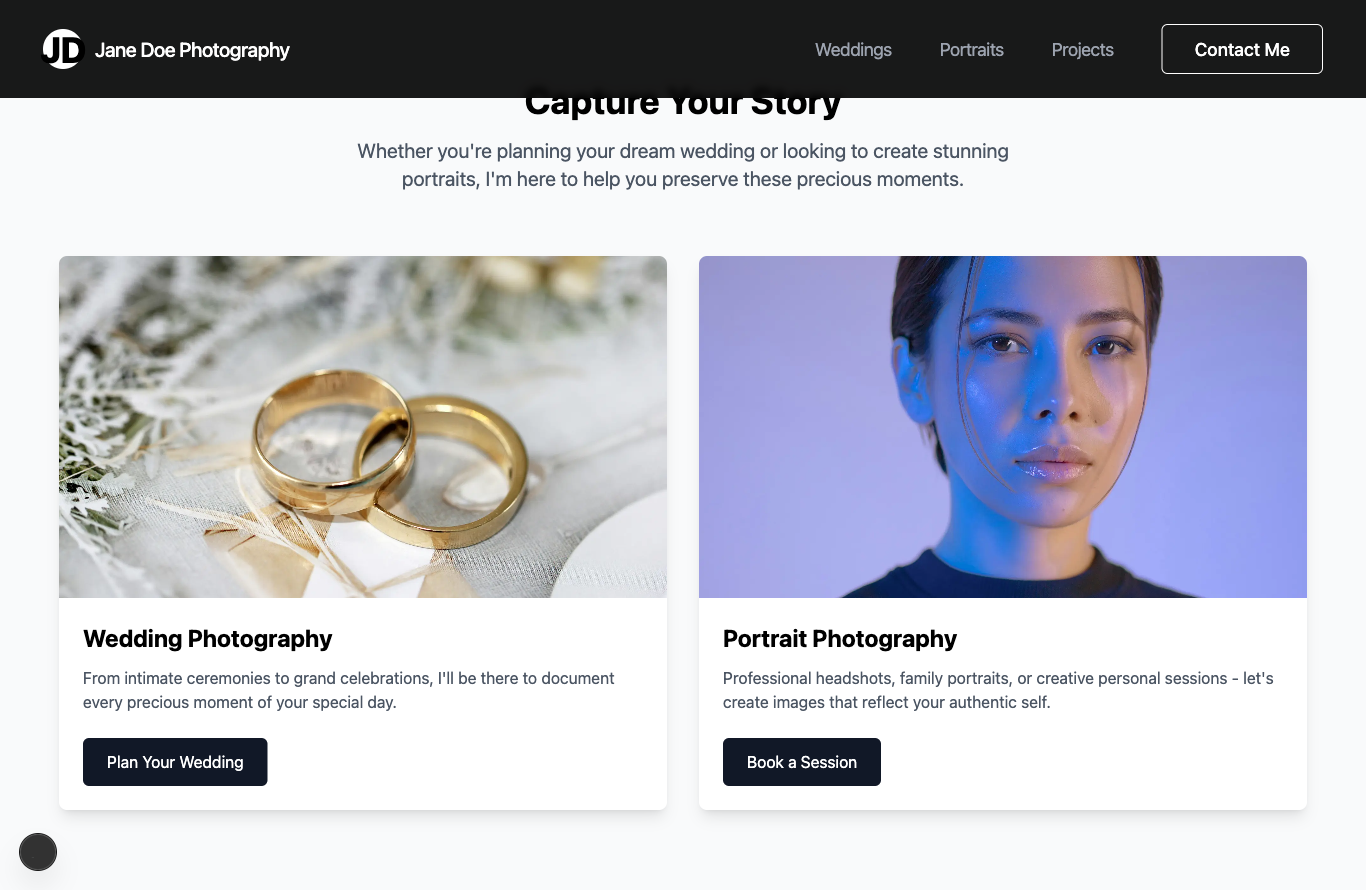 JD Jane Doe Photography
Weddings Portraits Projects Contact Me
Capture Your Story
Whether you're planning your dream wedding or looking to create stunning
portraits, I'm here to help you preserve these precious moments.
Wedding Photography
From intimate ceremonies to grand celebrations, I'll be there to document
every precious moment of your special day.
Plan Your Wedding
Portrait Photography
Professional headshots, family portraits, or creative personal sessions - let's
create images that reflect your authentic self.
Book a Session